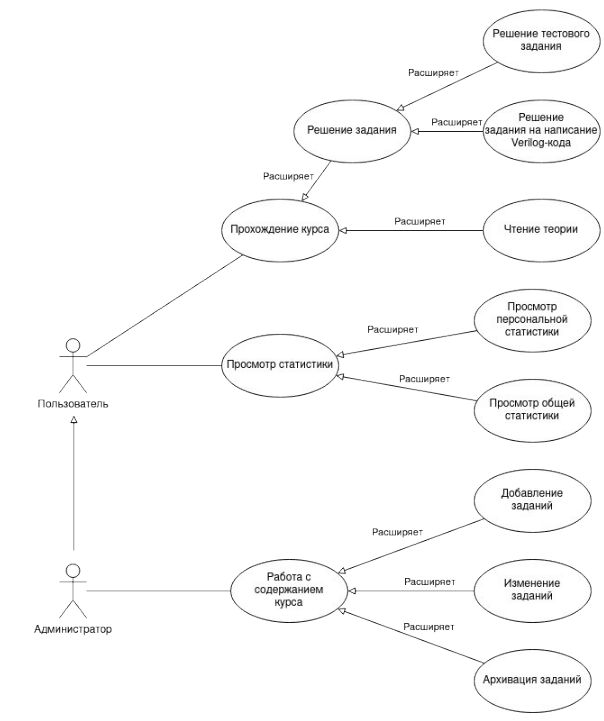 Решение тестового
задания
Расширяет
Решение
задания на написание
Verilog-кода
Расширяет
Решение задания
Расширяет
Прохождение курса
Расширяет
Чтение теории
Просмотр
персональной
статистики
Расширяет
Просмотр статистики
Расширяет
Просмотр общей
статистики
Пользователь
Добавление
заданий
Расширяет
Работа с
содержанием
курса
Расширяет
Изменение
заданий
Администратор
Расширяет
Архивация заданий